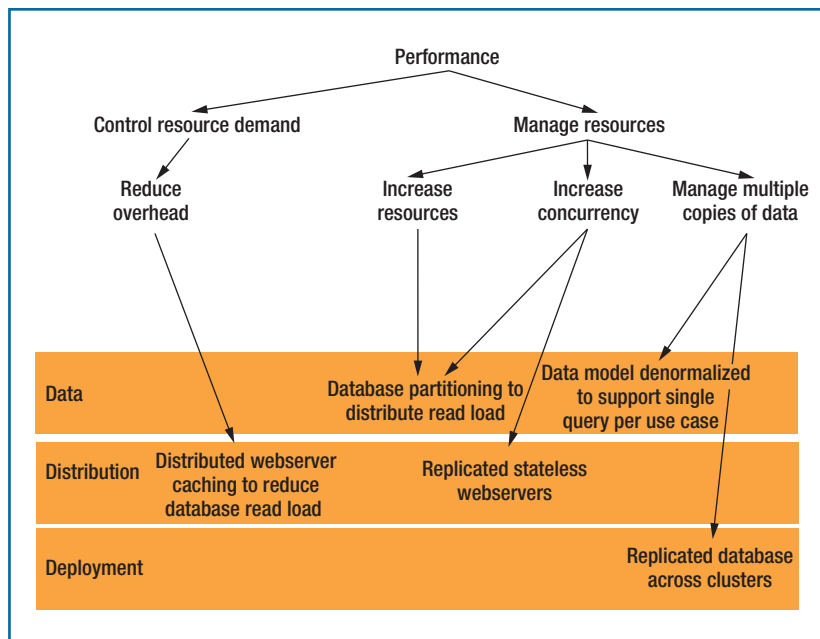 Performance
Control resource demand
Manage resources
Reduce
overhead
Increase
resources
Increase
concurrency
Manage multiple
copies of data
Data
Database partitioning to
distribute read load
Data model denormalized
to support single
query per use case
Distribution
Distributed webserver
caching to reduce
database read load
Replicated stateless
webservers
Deployment
Replicated database
across clusters